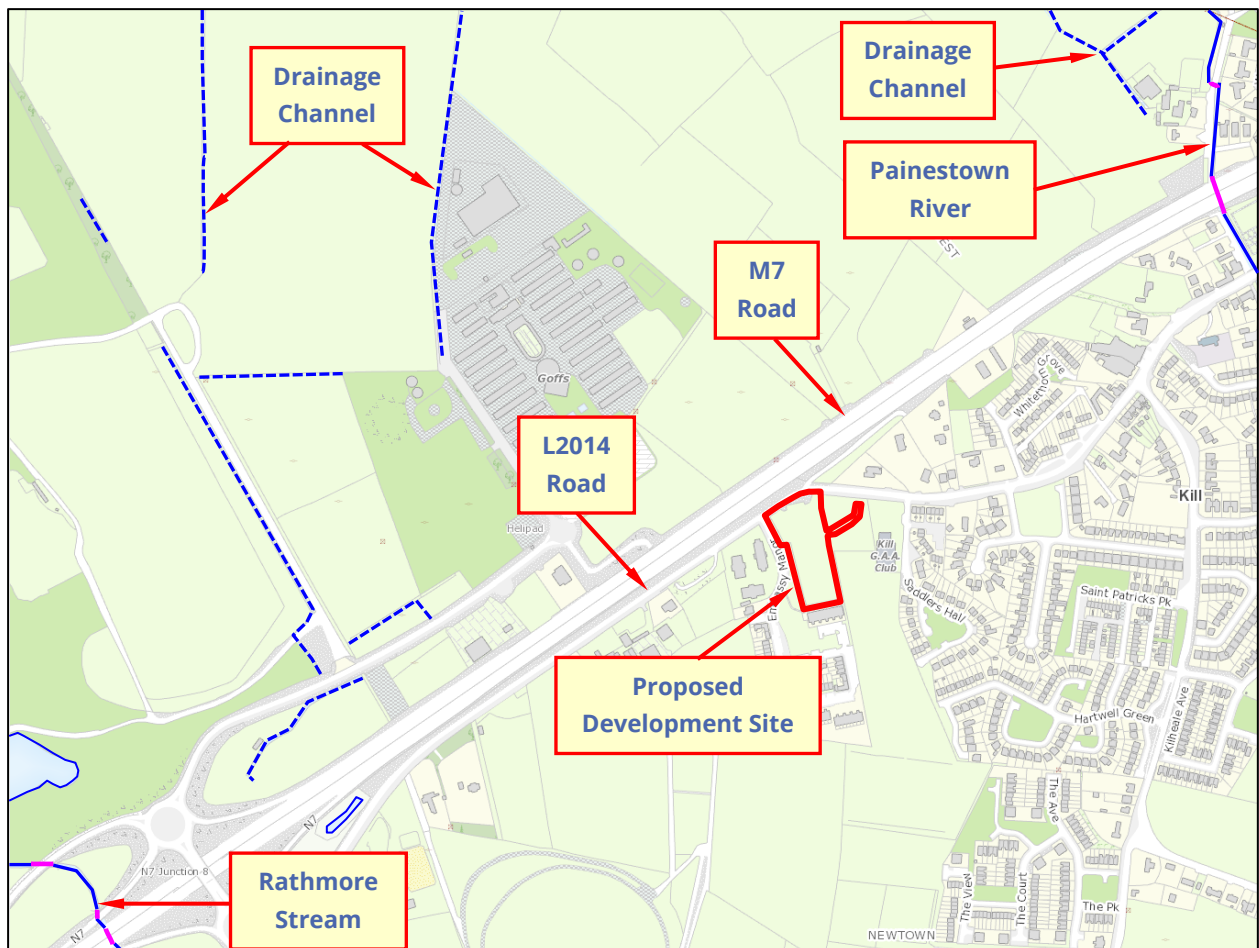 Drainage
Channel
Drainage
Channel
Painestown
River
EST
M7
Road
Whitethorn Grove
Goffs
L2014
Road
Kill
Helipad
Kill
G.A.A.
Club
Embassy Manor
Saddlers Hall
Saint Patricks Pk
Proposed
Development Site
Hartwell Green
Kilheale Ave
The Ave
N7
N7 Junction 8
Rathmore
Stream
The View
The Court
The Pk
N7
NEWTOWN